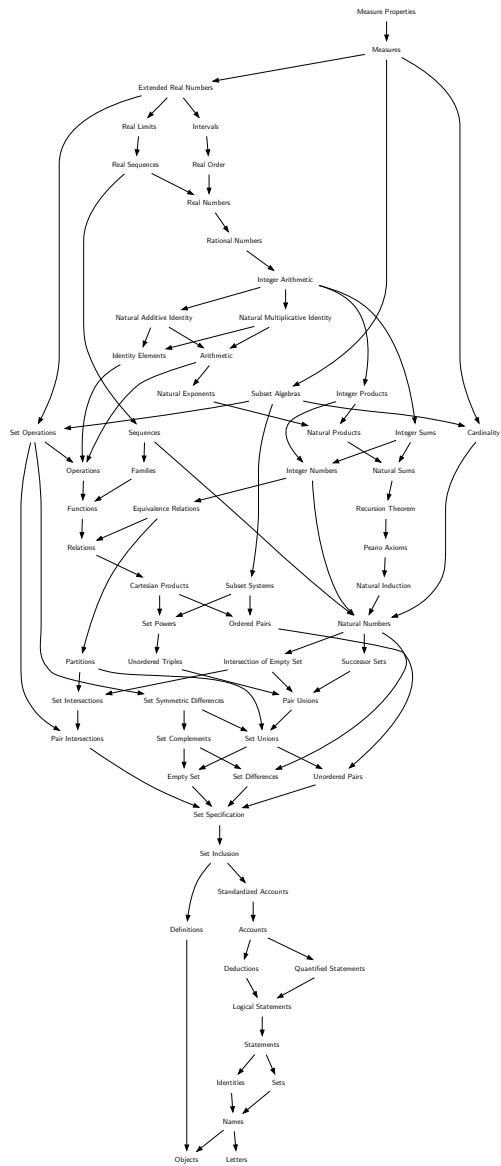 Measure Properties
Measures
Extended Real Numbers
Real Limits Intervals
Real Sequences Real Order
Real Numbers
Rational Numbers
Integer Arithmetic
Natural Additive Identity Natural Multiplicative Identity
Identity Elements Arithmetic
Natural Exponents Subset Algebras Integer Products
Set Operations Sequences Natural Products Integer Sums Cardinality
Operations Families Integer Numbers Natural Sums
Functions Equivalence Relations Recursion Theorem
Relations Peano Axioms
Cartesian Products Subset Systems Natural Induction
Set Powers Ordered Pairs Natural Numbers
Partitions Unordered Triples Intersection of Empty Set Successor Sets
Set Intersections Set Symmetric Differences Pair Unions
Pair Intersections Set Complements Set Unions
Empty Set Set Differences Unordered Pairs
Set Specification
Set Inclusion
Standardized Accounts
Definitions Accounts
Deductions Quantified Statements
Logical Statements
Statements
Identities Sets
Names
Objects Letters